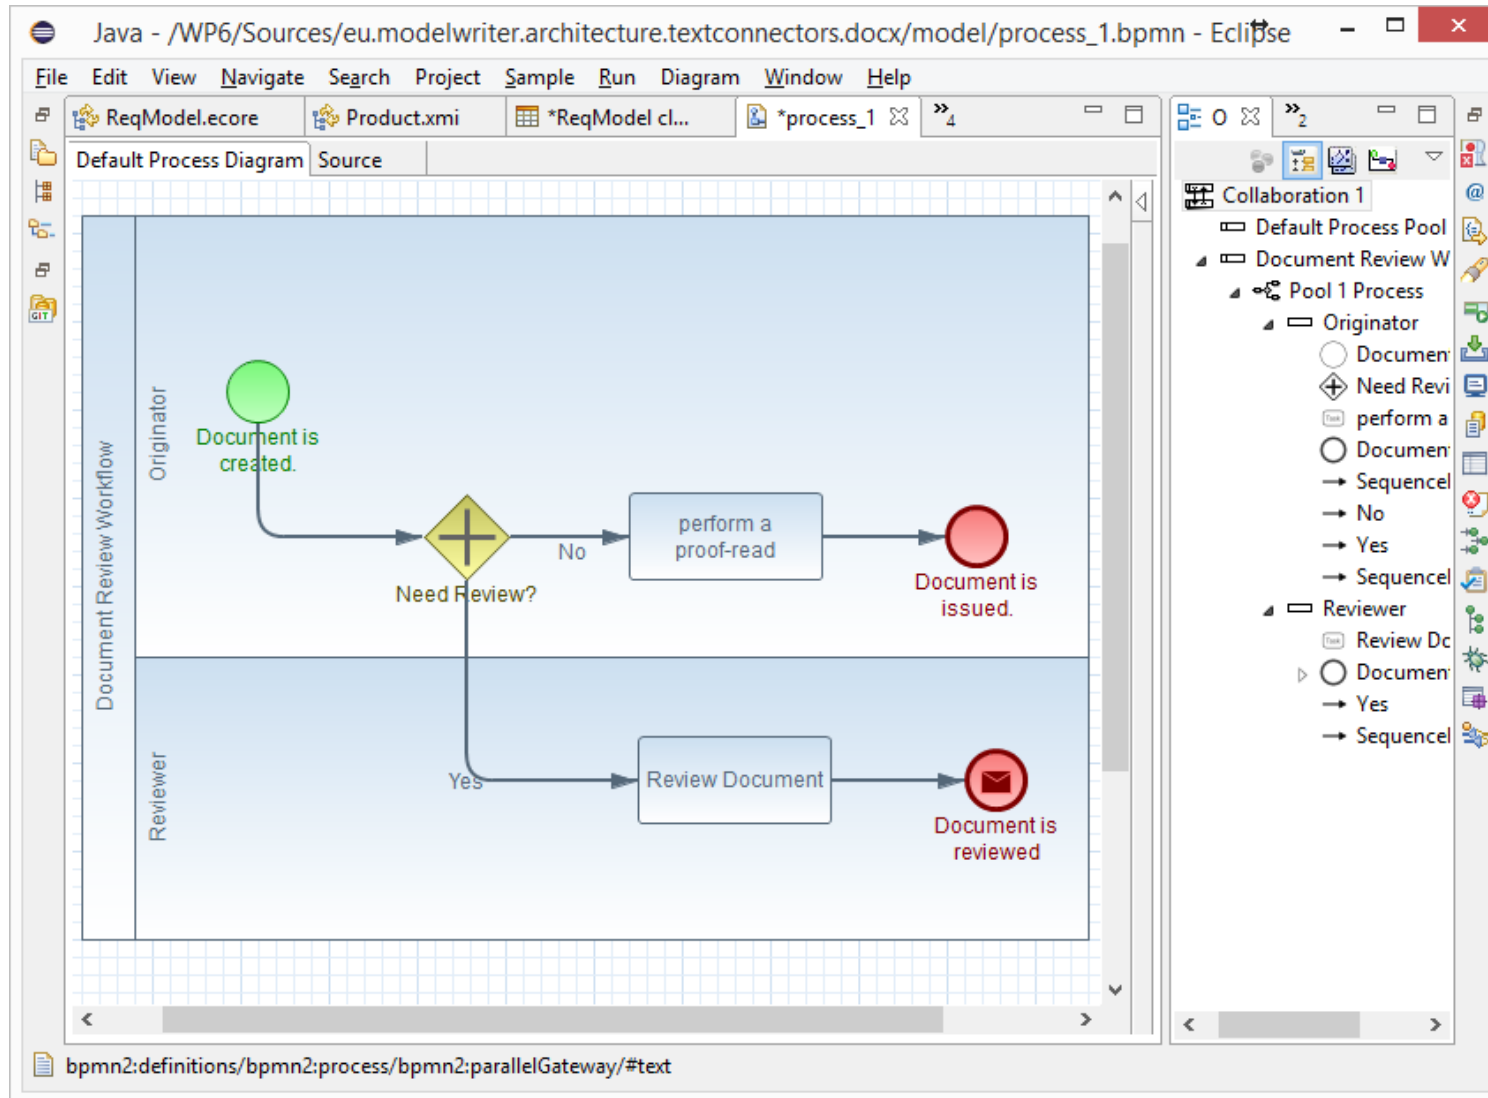 Java - /WP6/Sources/eu.modelwriter.architecture.textconnectors.docx/model/process_1.bpmn - Eclipse
File Edit View Navigate Search Project Sample Run Diagram Window Help
ReqModel.ecore Product.xmi *ReqModel cl... *process_1 »4 O »2
Default Process Diagram Source
Document Review Workflow
Originator
Document is
created.
Need Review?
No
perform a
proof-read
Document is
issued.
Reviewer
Yes
Review Document
Document is
reviewed
Collaboration 1
Default Process Pool
Document Review W
Pool 1 Process
Originator
Documen
Need Revi
perform a
Documen
Sequencel
No
Yes
Sequencel
Reviewer
Review Dc
Documen
Yes
Sequencel
GIT
bpmn2:definitions/bpmn2:process/bpmn2:parallelGateway/#text